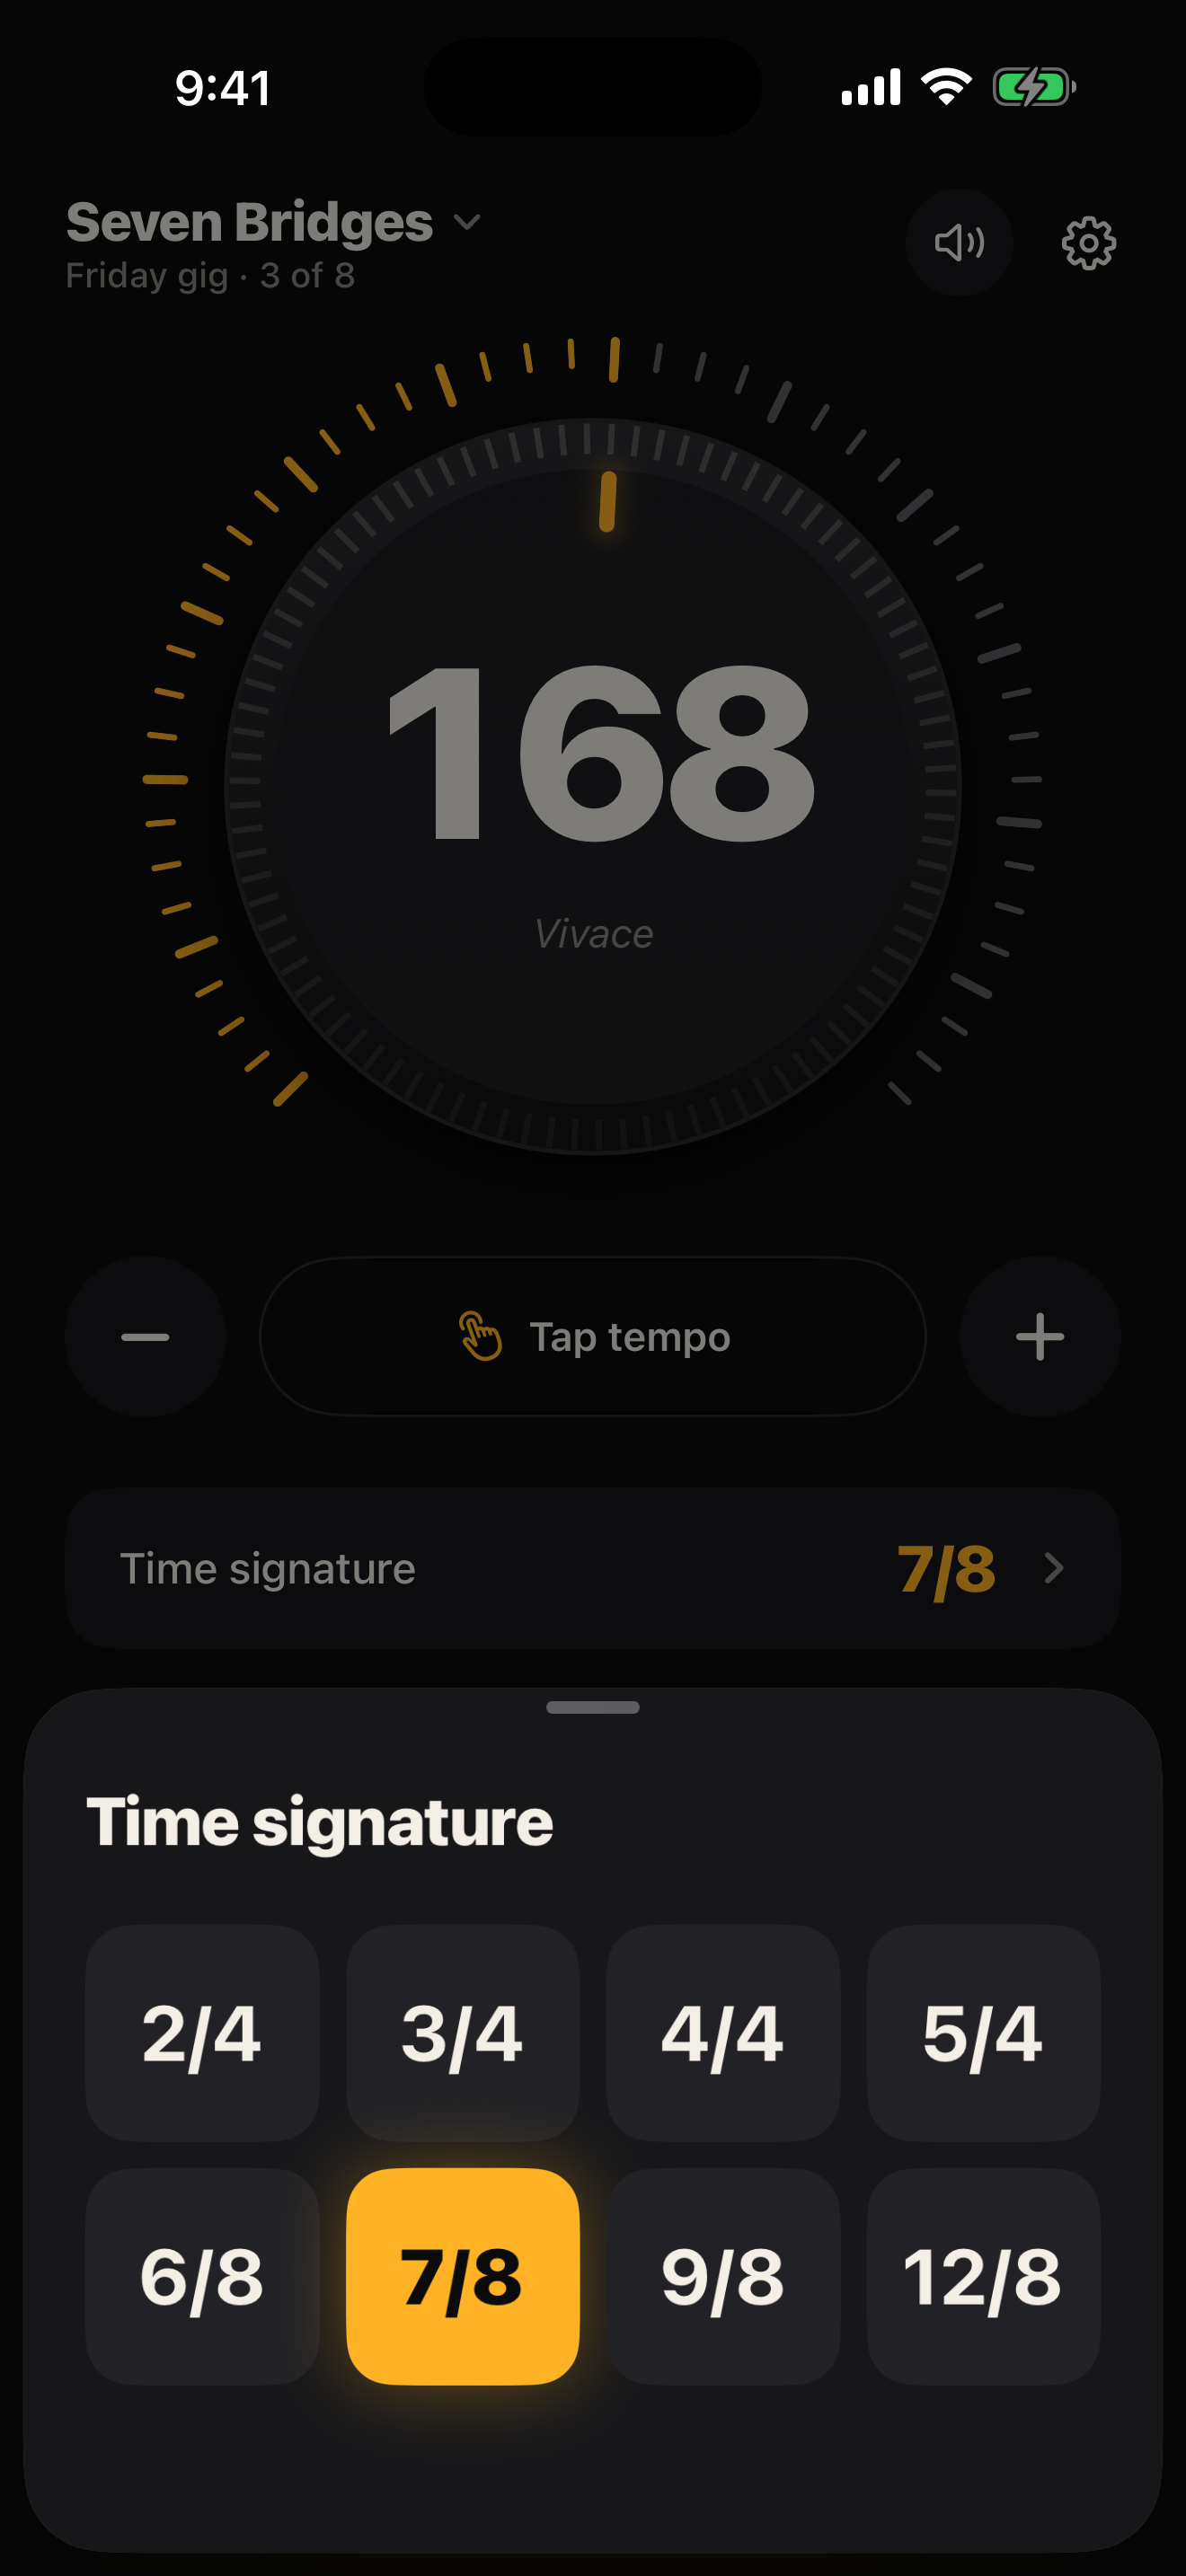 9:41
Seven Bridges
Friday gig · 3 of 8
168
Vivace
Tap tempo
Time signature 7/8
Time signature
2/4 3/4 4/4 5/4
6/8 7/8 9/8 12/8